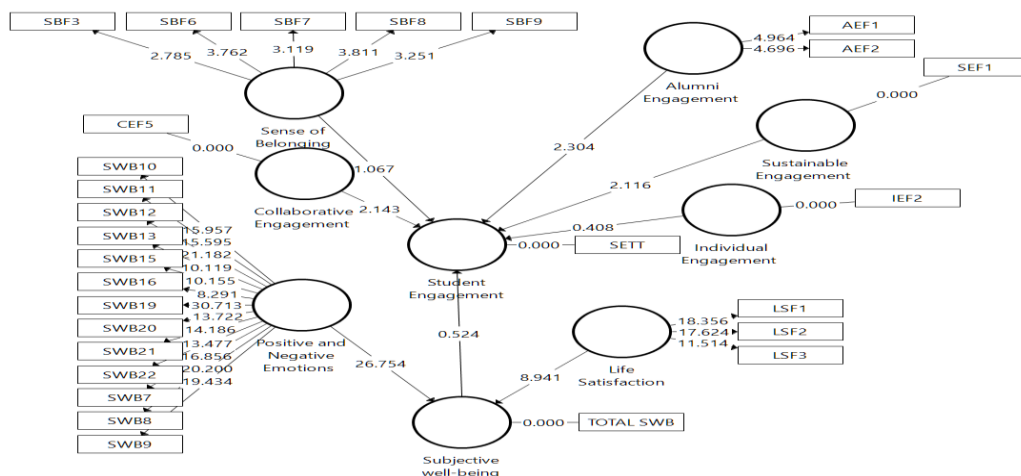 SBF3
SBF6
SBF7
SBF8
SBF9
2.785
3.762
3.119
3.811
3.251
Sense of
Belonging
AEF1
AEF2
4.964
4.696
Alumni
Engagement
SEF1
0.000
Sustainable
Engagement
CEF5
0.000
Collaborative
Engagement
1.067
2.143
2.304
2.116
0.408
IEF2
0.000
Individual
Engagement
Student
Engagement
0.000
SETT
SWB10
SWB11
SWB12
SWB13
SWB15
SWB16
SWB19
SWB20
SWB21
SWB22
SWB7
SWB8
SWB9
15.957
15.595
21.182
10.119
10.155
8.291
30.713
13.722
14.186
13.477
16.856
20.200
19.434
Positive and
Negative
Emotions
26.754
0.524
LSF1
LSF2
LSF3
18.356
17.624
11.514
Life
Satisfaction
8.941
Subjective
well-being
0.000
TOTAL SWB